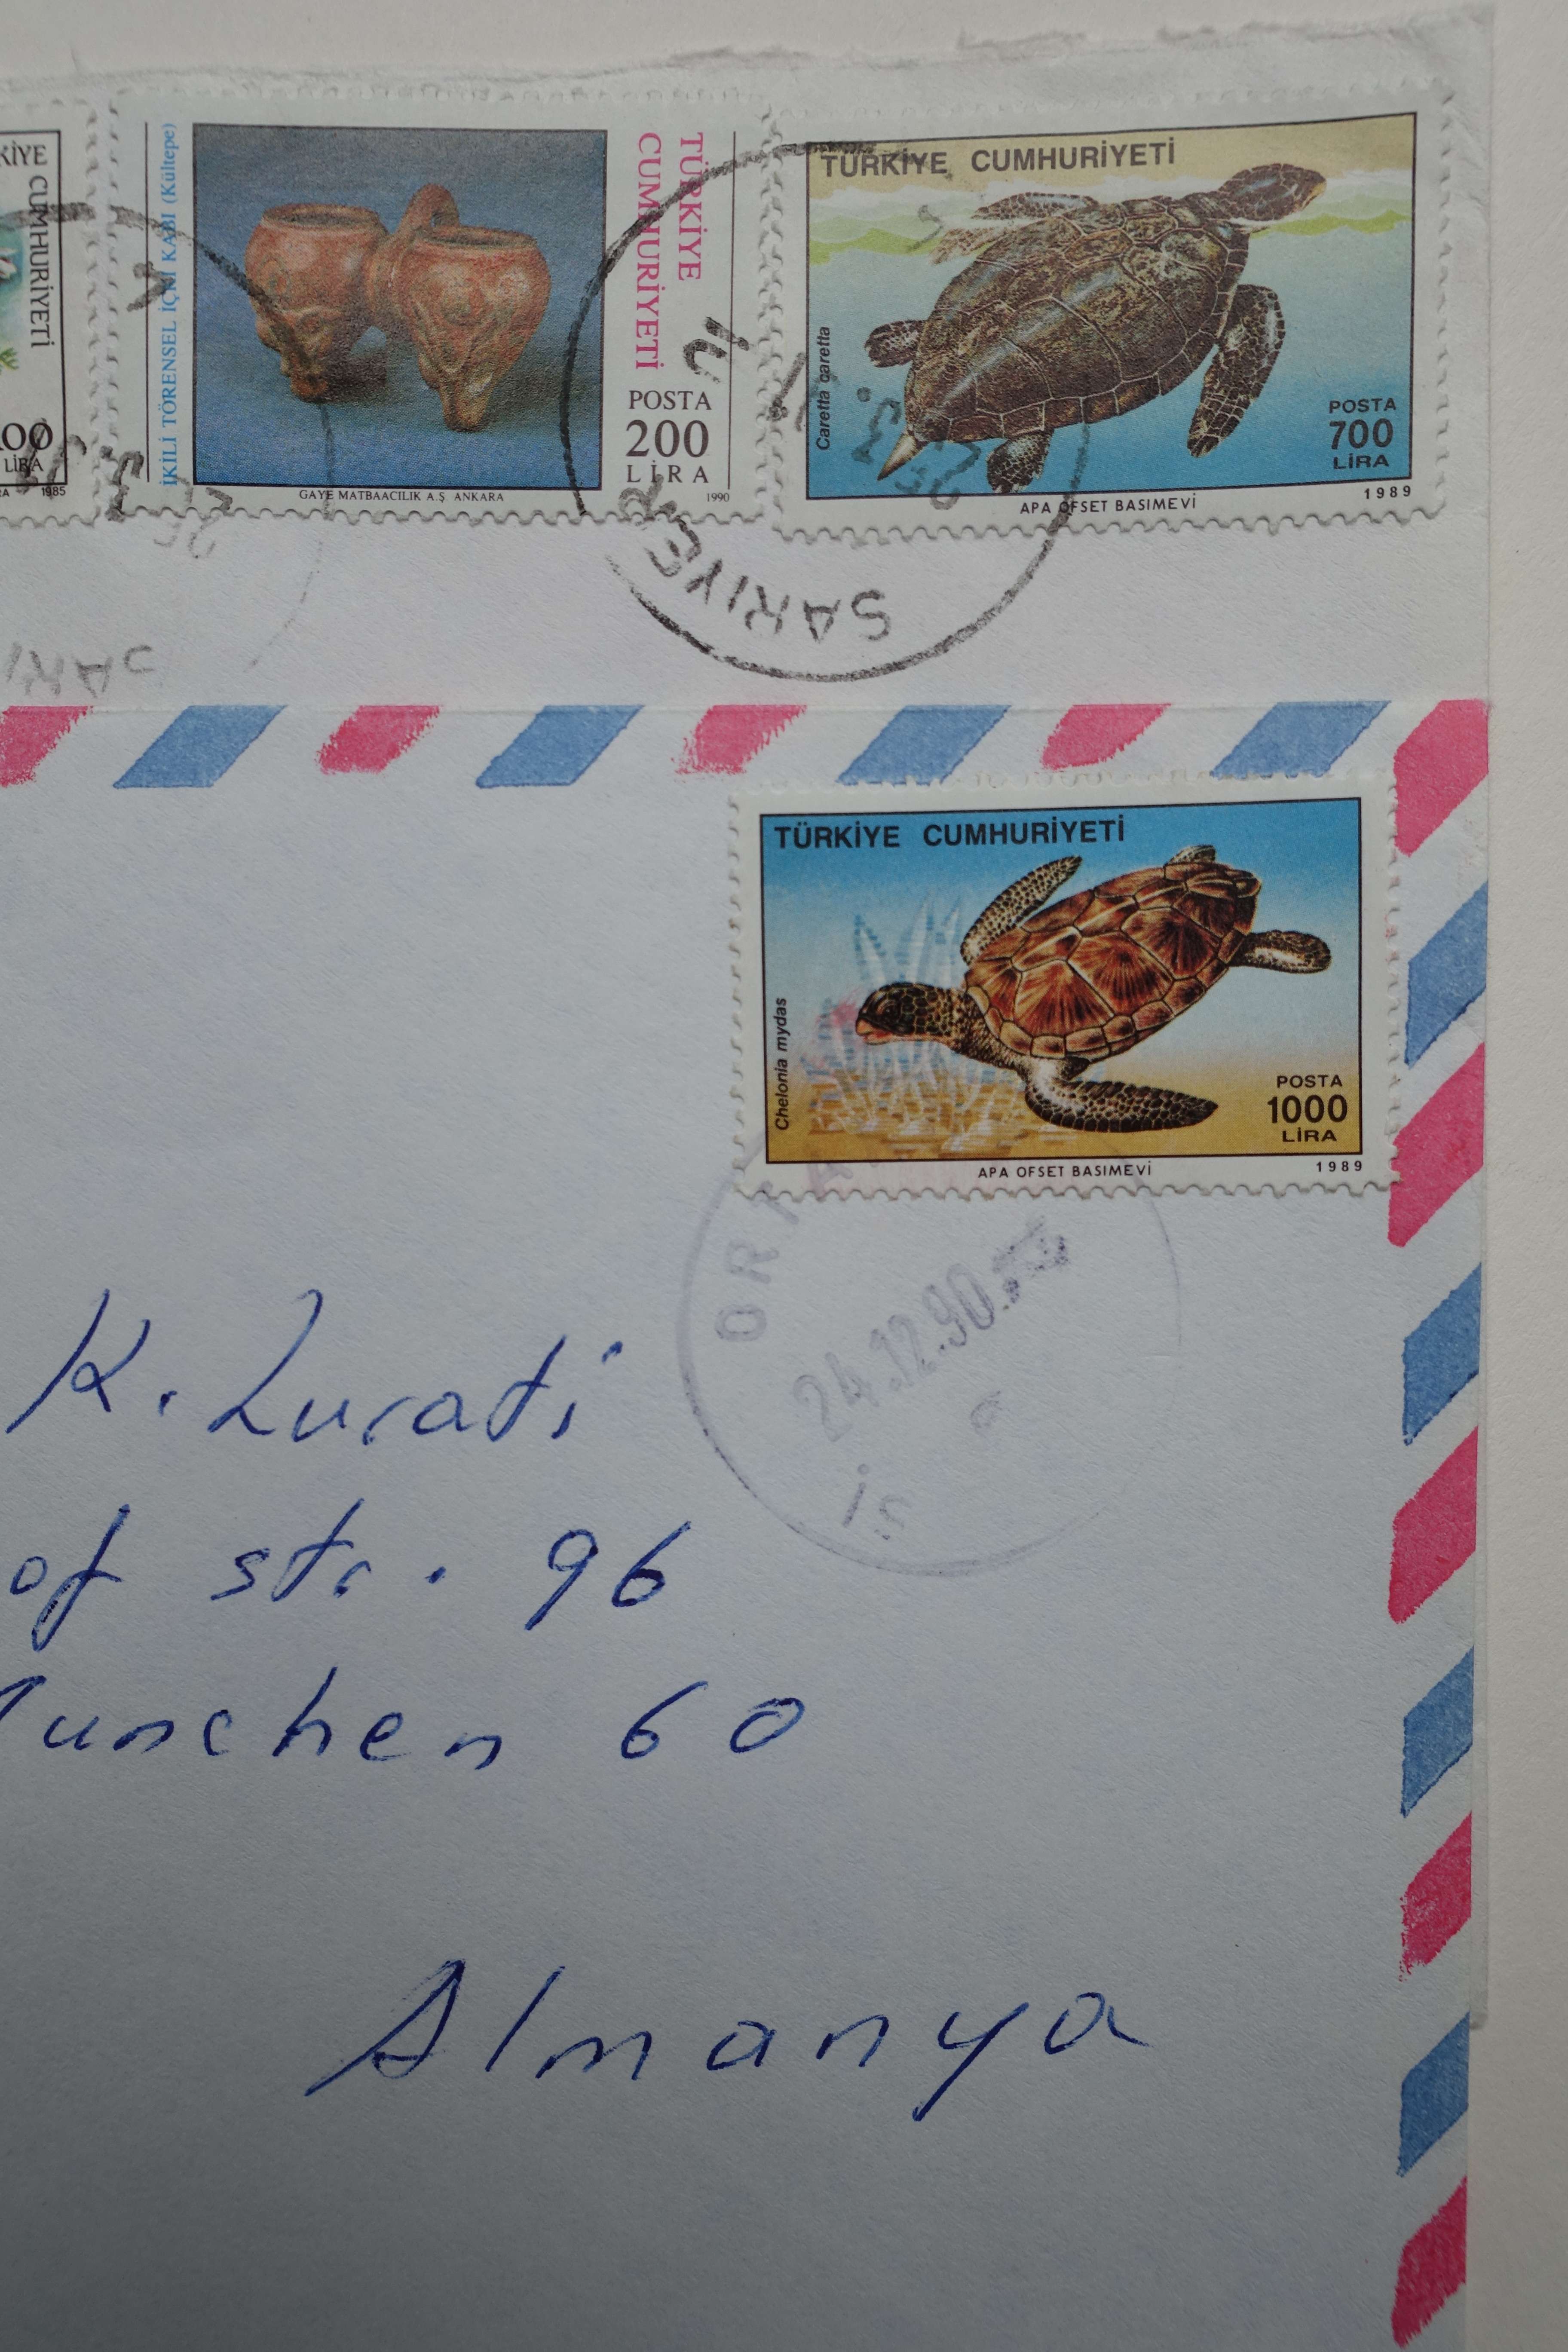 KİYE
CUMHURİYETİ
00
LİRA
1985
İKİLİ TÖRENSEL İÇKİ KABI (Kültepe)
TÜRKİYE
CUMHURİYETİ
POSTA
200
LİRA
GAYE MATBAACILIK A.Ş ANKARA
1990
TÜRKİYE CUMHURİYETİ
Caretta caretta
POSTA
700
LİRA
APA OFSET BASIMEVİ
1989
SARIYER
SARI
TÜRKİYE CUMHURİYETİ
Chelonia mydas
POSTA
1000
LİRA
APA OFSET BASIMEVİ
1989
24.12.90
İS
K. Lurati
of str. 96
München 60
Almanya